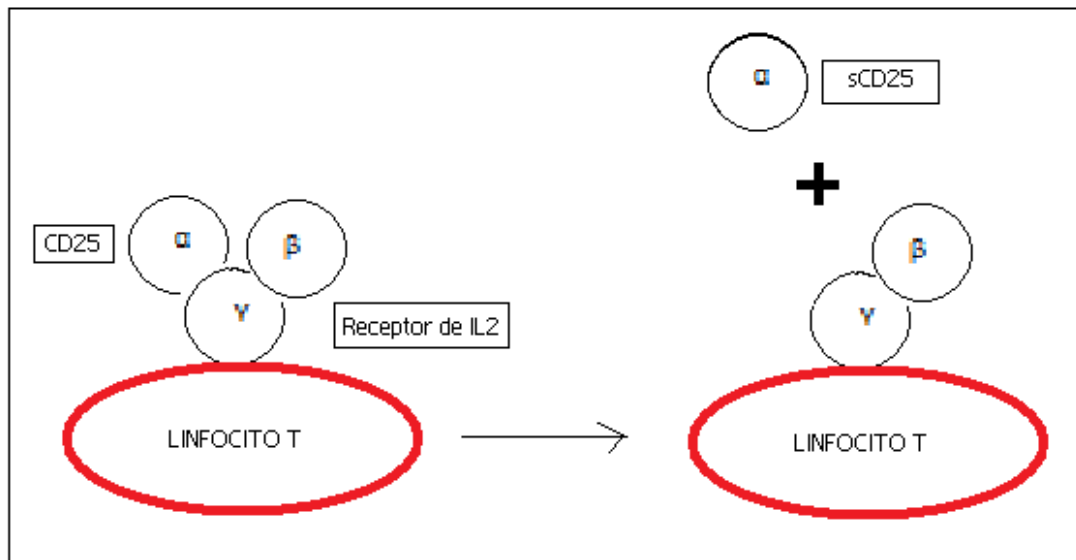 α
sCD25
CD25
α
β
γ
Receptor de IL2
LINFOCITO T
β
γ
LINFOCITO T